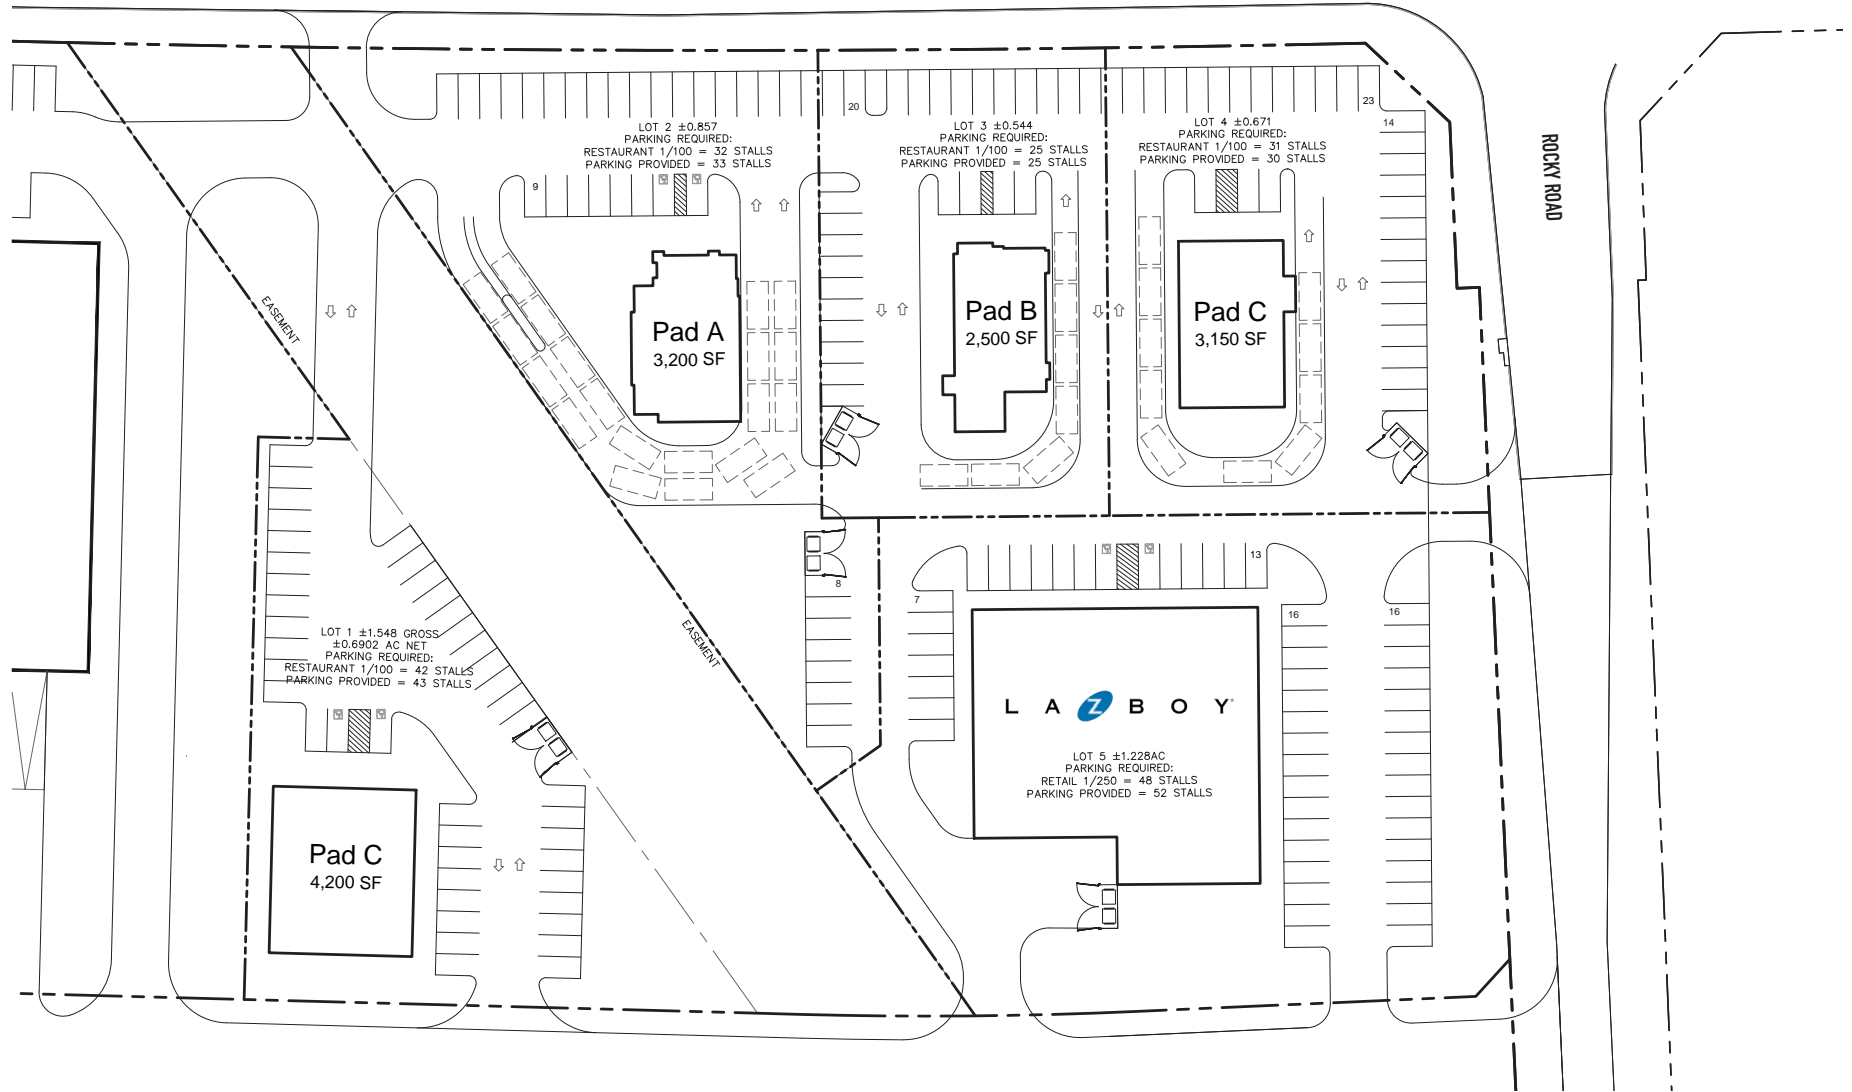 20
23
14
LOT 2 ±0.857
PARKING REQUIRED:
RESTAURANT 1/100 = 32 STALLS
PARKING PROVIDED = 33 STALLS
LOT 3 ±0.544
PARKING REQUIRED:
RESTAURANT 1/100 = 25 STALLS
PARKING PROVIDED = 25 STALLS
LOT 4 ±0.671
PARKING REQUIRED:
RESTAURANT 1/100 = 31 STALLS
PARKING PROVIDED = 30 STALLS
ROCKY ROAD
9
EASEMENT
Pad A
3,200 SF
Pad B
2,500 SF
Pad C
3,150 SF
8
7
13
16
16
EASEMENT
LOT 1 ±1.548 GROSS
±0.6902 AC NET
PARKING REQUIRED:
RESTAURANT 1/100 = 42 STALLS
PARKING PROVIDED = 43 STALLS
LAZBOY®
LOT 5 ±1.228AC
PARKING REQUIRED:
RETAIL 1/250 = 48 STALLS
PARKING PROVIDED = 52 STALLS
Pad C
4,200 SF